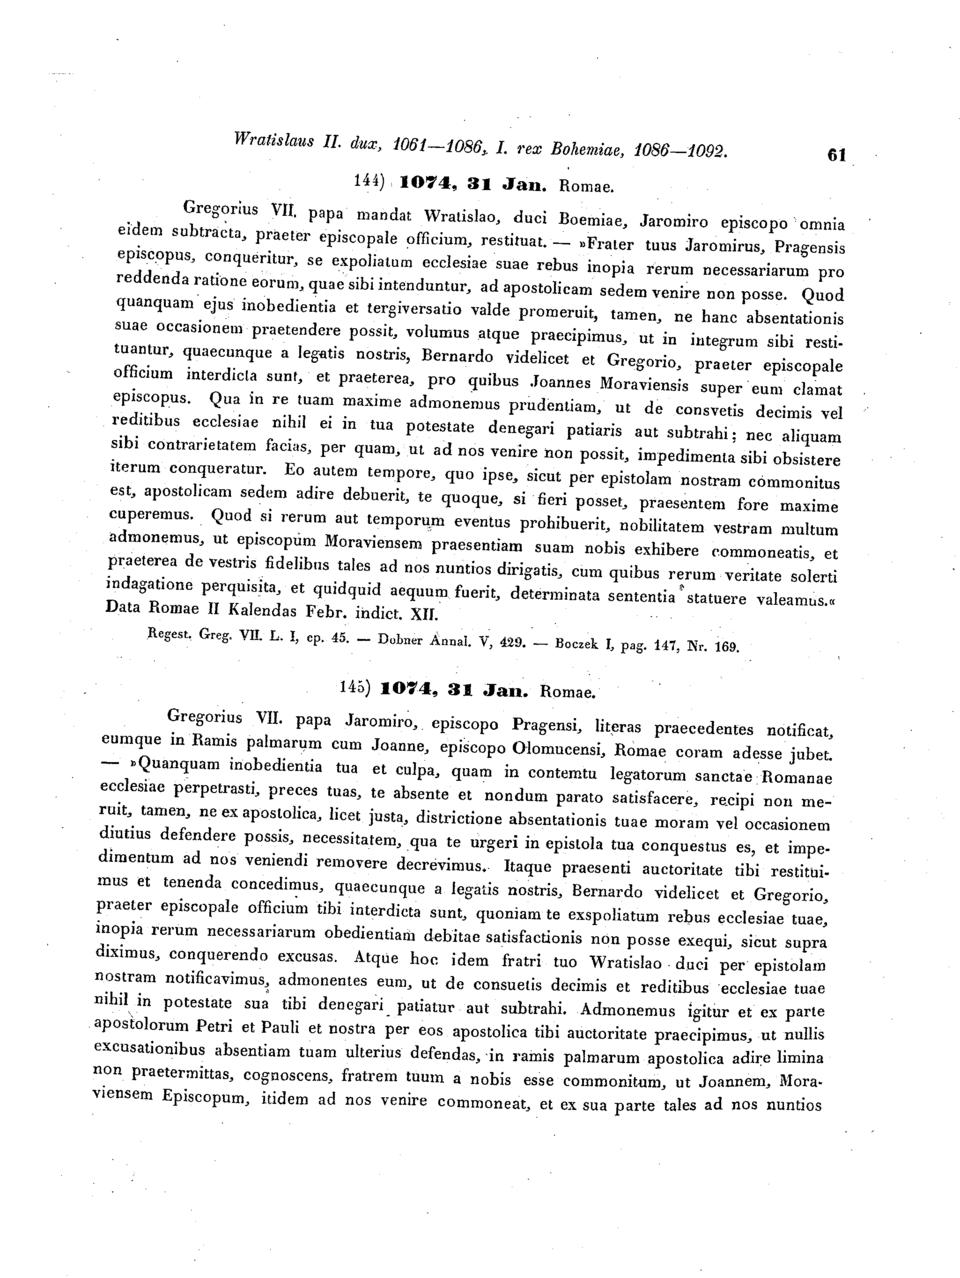 Wratislaus II. dux, 1061—1086, I. rex Bohemiae, 1086—1092. 61
144) 1074, 31 Jan. Romae.
Gregorius VII. papa mandat Wratislao, duci Boemiae, Jaromiro episcopo omnia
eidem subtracta, praeter episcopale officium, restituat. — »Frater tuus Jaromirus, Pragensis
episcopus, conqueritur, se expoliatum ecclesiae suae rebus inopia rerum necessariarum pro
reddenda ratione eorum, quae sibi intenduntur, ad apostolicam sedem venire non posse. Quod
quanquam ejus inobedientia et tergiversatio valde promeruit, tamen, ne hanc absentationis
suae occasionem praetendere possit, volumus atque praecipimus, ut in integrum sibi resti-
tuantur, quaecunque a legatis nostris, Bernardo videlicet et Gregorio, praeter episcopale
officium interdicta sunt, et praeterea, pro quibus Joannes Moraviensis super eum clamat
episcopus. Qua in re tuam maxime admonemus prudentiam, ut de consvetis decimis vel
reditibus ecclesiae nihil ei in tua potestate denegari patiaris aut subtrahi; nec aliquam
sibi contrarietatem facias, per quam, ut ad nos venire non possit, impedimenta sibi obsistere
iterum conqueratur. Eo autem tempore, quo ipse, sicut per epistolam nostram commonitus
est, apostolicam sedem adire debuerit, te quoque, si fieri posset, praesentem fore maxime
cuperemus. Quod si rerum aut temporum eventus prohibuerit, nobilitatem vestram multum
admonemus, ut episcopum Moraviensem praesentiam suam nobis exhibere commoneatis, et
praeterea de vestris fidelibus tales ad nos nuntios dirigatis, cum quibus rerum veritate solerti
indagatione perquisita, et quidquid aequum fuerit, determinata sententia statuere valeamus.«
Data Romae II Kalendas Febr. indict. XII.
Regest. Greg. VII. L. I, ep. 45. — Dobner Annal. V, 429. — Boczek I, pag. 147, Nr. 169.
145) 1074, 31 Jan. Romae.
Gregorius VII. papa Jaromiro, episcopo Pragensi, literas praecedentes notificat,
eumque in Ramis palmarum cum Joanne, episcopo Olomucensi, Romae coram adesse jubet.
— »Quanquam inobedientia tua et culpa, quam in contemtu legatorum sanctae Romanae
ecclesiae perpetrasti, preces tuas, te absente et nondum parato satisfacere, recipi non me-
ruit, tamen, ne ex apostolica, licet justa, districtione absentationis tuae moram vel occasionem
diutius defendere possis, necessitatem, qua te urgeri in epistola tua conquestus es, et impe-
dimentum ad nos veniendi removere decrevimus. Itaque praesenti auctoritate tibi restitui-
mus et tenenda concedimus, quaecunque a legatis nostris, Bernardo videlicet et Gregorio,
praeter episcopale officium tibi interdicta sunt, quoniam te exspoliatum rebus ecclesiae tuae,
inopia rerum necessariarum obedientiam debitae satisfactionis non posse exequi, sicut supra
diximus, conquerendo excusas. Atque hoc idem fratri tuo Wratislao duci per epistolam
nostram notificavimus, admonentes eum, ut de consuetis decimis et reditibus ecclesiae tuae
nihil in potestate sua tibi denegari patiatur aut subtrahi. Admonemus igitur et ex parte
apostolorum Petri et Pauli et nostra per eos apostolica tibi auctoritate praecipimus, ut nullis
excusationibus absentiam tuam ulterius defendas, in ramis palmarum apostolica adire limina
non praetermittas, cognoscens, fratrem tuum a nobis esse commonitum, ut Joannem, Mora-
viensem Episcopum, itidem ad nos venire commoneat, et ex sua parte tales ad nos nuntios